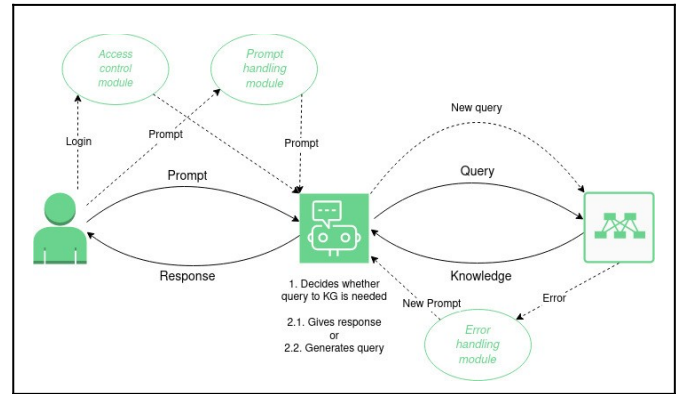 Access
control
module
Prompt
handling
module
New query
Login
Prompt
Prompt
Prompt
Query
Response
Knowledge
1. Decides whether
query to KG is needed
2.1. Gives response
or
2.2. Generates query
New Prompt
Error
Error
handling
module